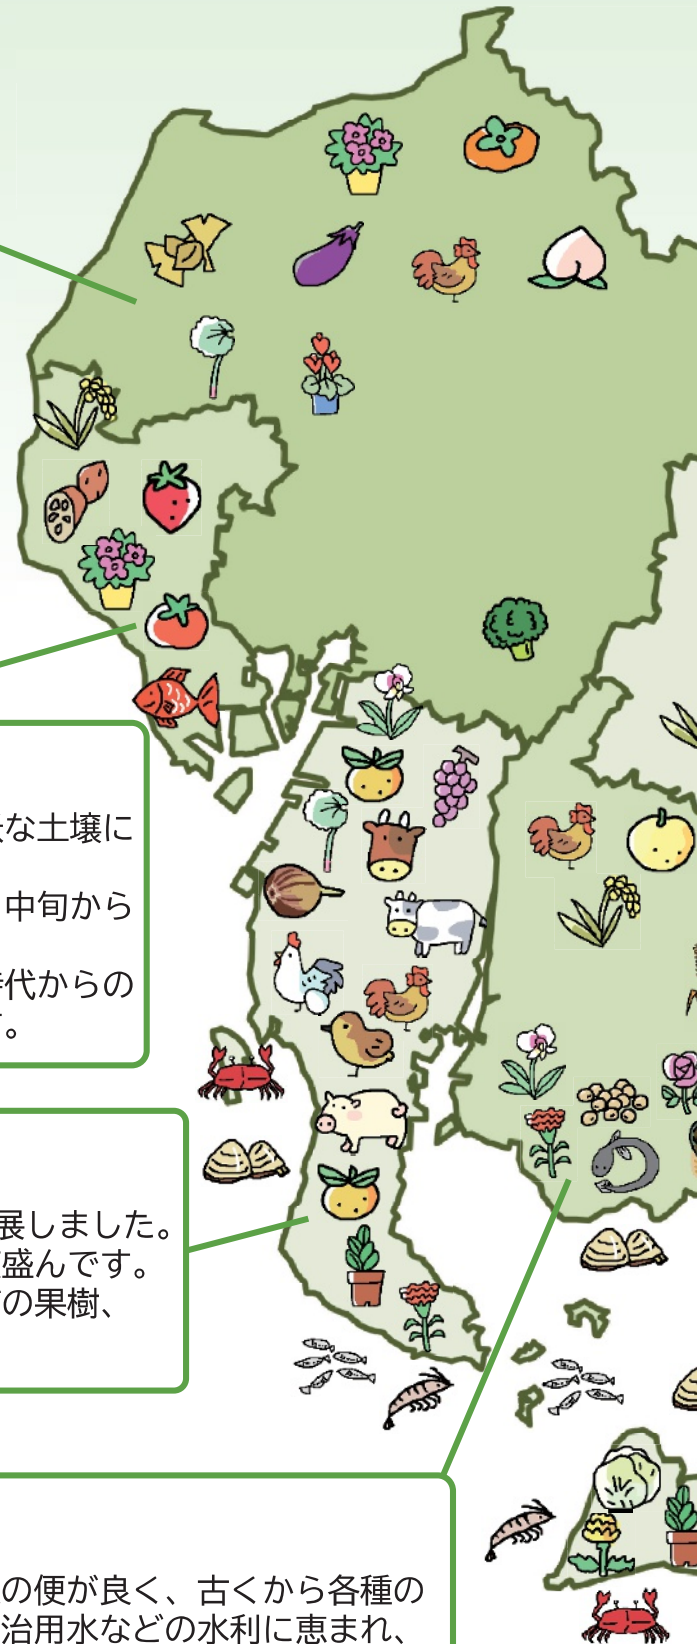 な土壌に
中旬から
時代からの
。
展しました。
盛んです。
の果樹、
の便が良く、古くから各種の
治用水などの水利に恵まれ、